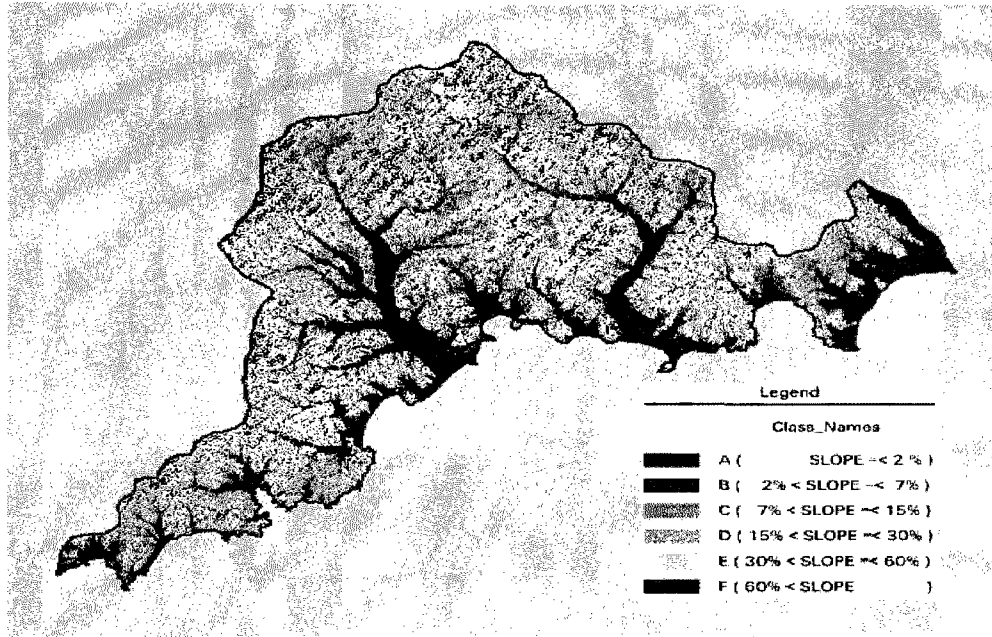 Legend
Class_Names
A ( SLOPE =< 2 % )
B ( 2% < SLOPE =< 7% )
C ( 7% < SLOPE =< 15% )
D ( 15% < SLOPE =< 30% )
E ( 30% < SLOPE =< 60% )
F ( 60% < SLOPE )